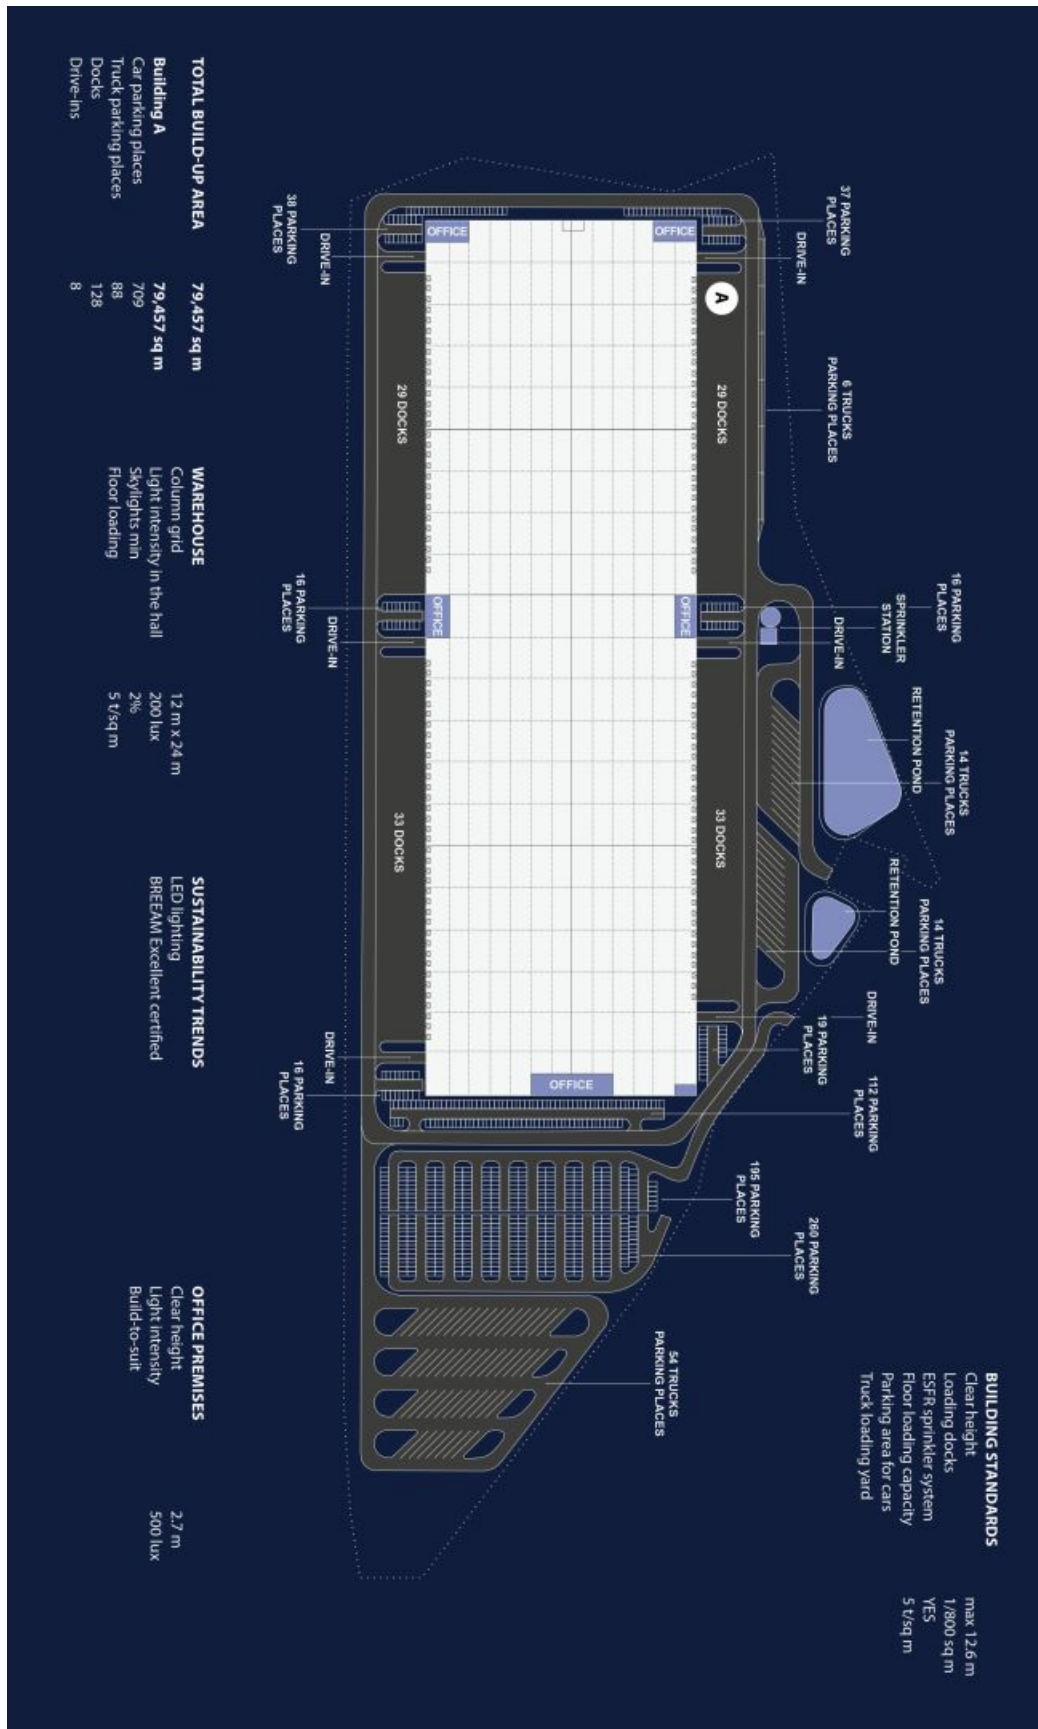 BUILDING STANDARDS
Clear height max 12.6 m
Loading docks 1/800 sq m
ESFR sprinkler system YES
Floor loading capacity 5 t/sq m
Parking area for cars
Truck loading yard
37 PARKING
PLACES
DRIVE-IN
6 TRUCKS
PARKING PLACES
16 PARKING
PLACES
SPRINKLER
STATION
DRIVE-IN
RETENTION POND
14 TRUCKS
PARKING PLACES
RETENTION POND
14 TRUCKS
PARKING PLACES
DRIVE-IN
19 PARKING
PLACES
112 PARKING
PLACES
195 PARKING
PLACES
260 PARKING
PLACES
54 TRUCKS
PARKING PLACES
A
29 DOCKS
33 DOCKS
OFFICE
OFFICE
OFFICE
OFFICE
OFFICE
29 DOCKS
33 DOCKS
38 PARKING
PLACES
DRIVE-IN
16 PARKING
PLACES
DRIVE-IN
DRIVE-IN
16 PARKING
PLACES
TOTAL BUILD-UP AREA 79,457 sq m
Building A 79,457 sq m
Car parking places 709
Truck parking places 88
Docks 128
Drive-ins 8
WAREHOUSE
Column grid 12 m x 24 m
Light intensity in the hall 200 lux
Skylights min 2%
Floor loading 5 t/sq m
SUSTAINABILITY TRENDS
LED lighting
BREEAM Excellent certified
OFFICE PREMISES
Clear height 2.7 m
Light intensity 500 lux
Build-to-suit